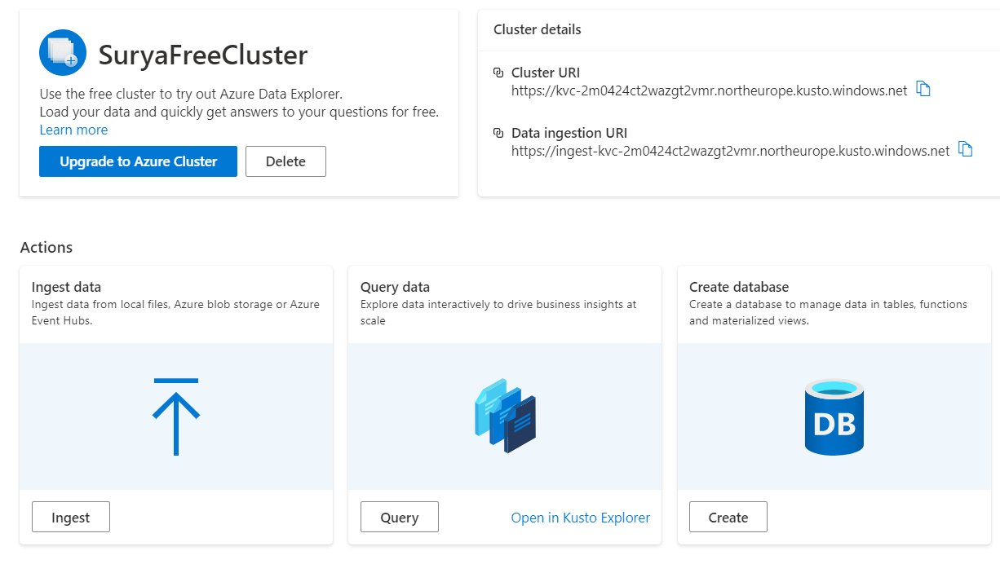 SuryaFreeCluster
Use the free cluster to try out Azure Data Explorer.
Load your data and quickly get answers to your questions for free.
Learn more
Upgrade to Azure Cluster
Delete
Cluster details
Cluster URI
https://kvc-2m0424ct2wazgt2vmr.northeurope.kusto.windows.net
Data ingestion URI
https://ingest-kvc-2m0424ct2wazgt2vmr.northeurope.kusto.windows.net
Actions
Ingest data
Ingest data from local files, Azure blob storage or Azure
Event Hubs.
Ingest
Query data
Explore data interactively to drive business insights at
scale
Query
Open in Kusto Explorer
Create database
Create a database to manage data in tables, functions
and materialized views.
DB
Create